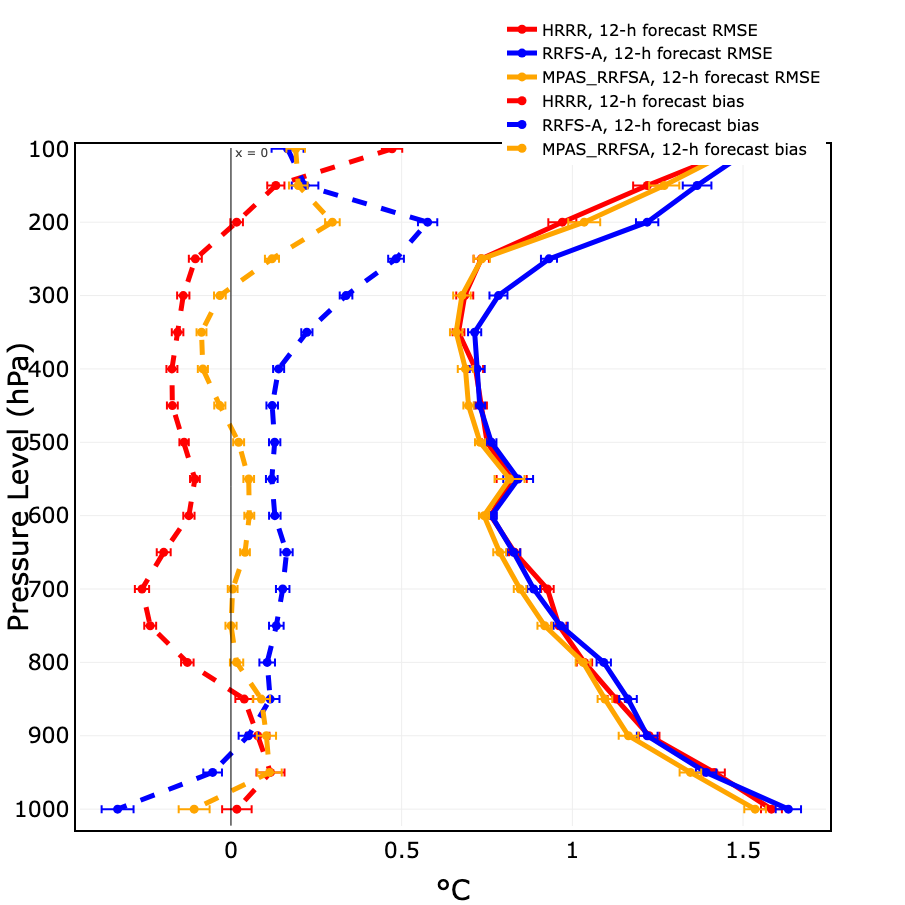 HRRR, 12-h forecast RMSE
RRFS-A, 12-h forecast RMSE
MPAS_RRFSA, 12-h forecast RMSE
HRRR, 12-h forecast bias
RRFS-A, 12-h forecast bias
MPAS_RRFSA, 12-h forecast bias
x = 0
100
200
300
400
500
600
700
800
900
1000
Pressure Level (hPa)
0
0.5
1
1.5
°C